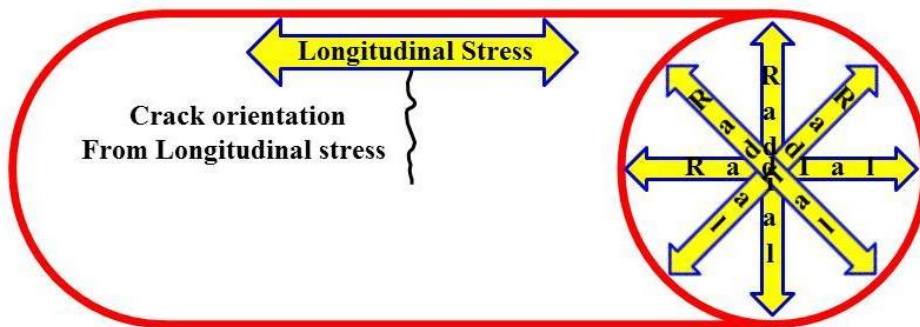 Longitudinal Stress
Crack orientation
From Longitudinal stress
Radial
Radial
Radial
Radial